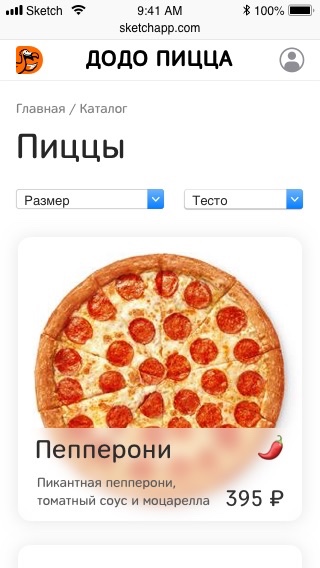 Sketch 9:41 AM 100%
sketchapp.com
ДОДО ПИЦЦА
Главная / Каталог
Пиццы
Размер Тесто
Пепперони
Пикантная пепперони,
томатный соус и моцарелла 395 ₽